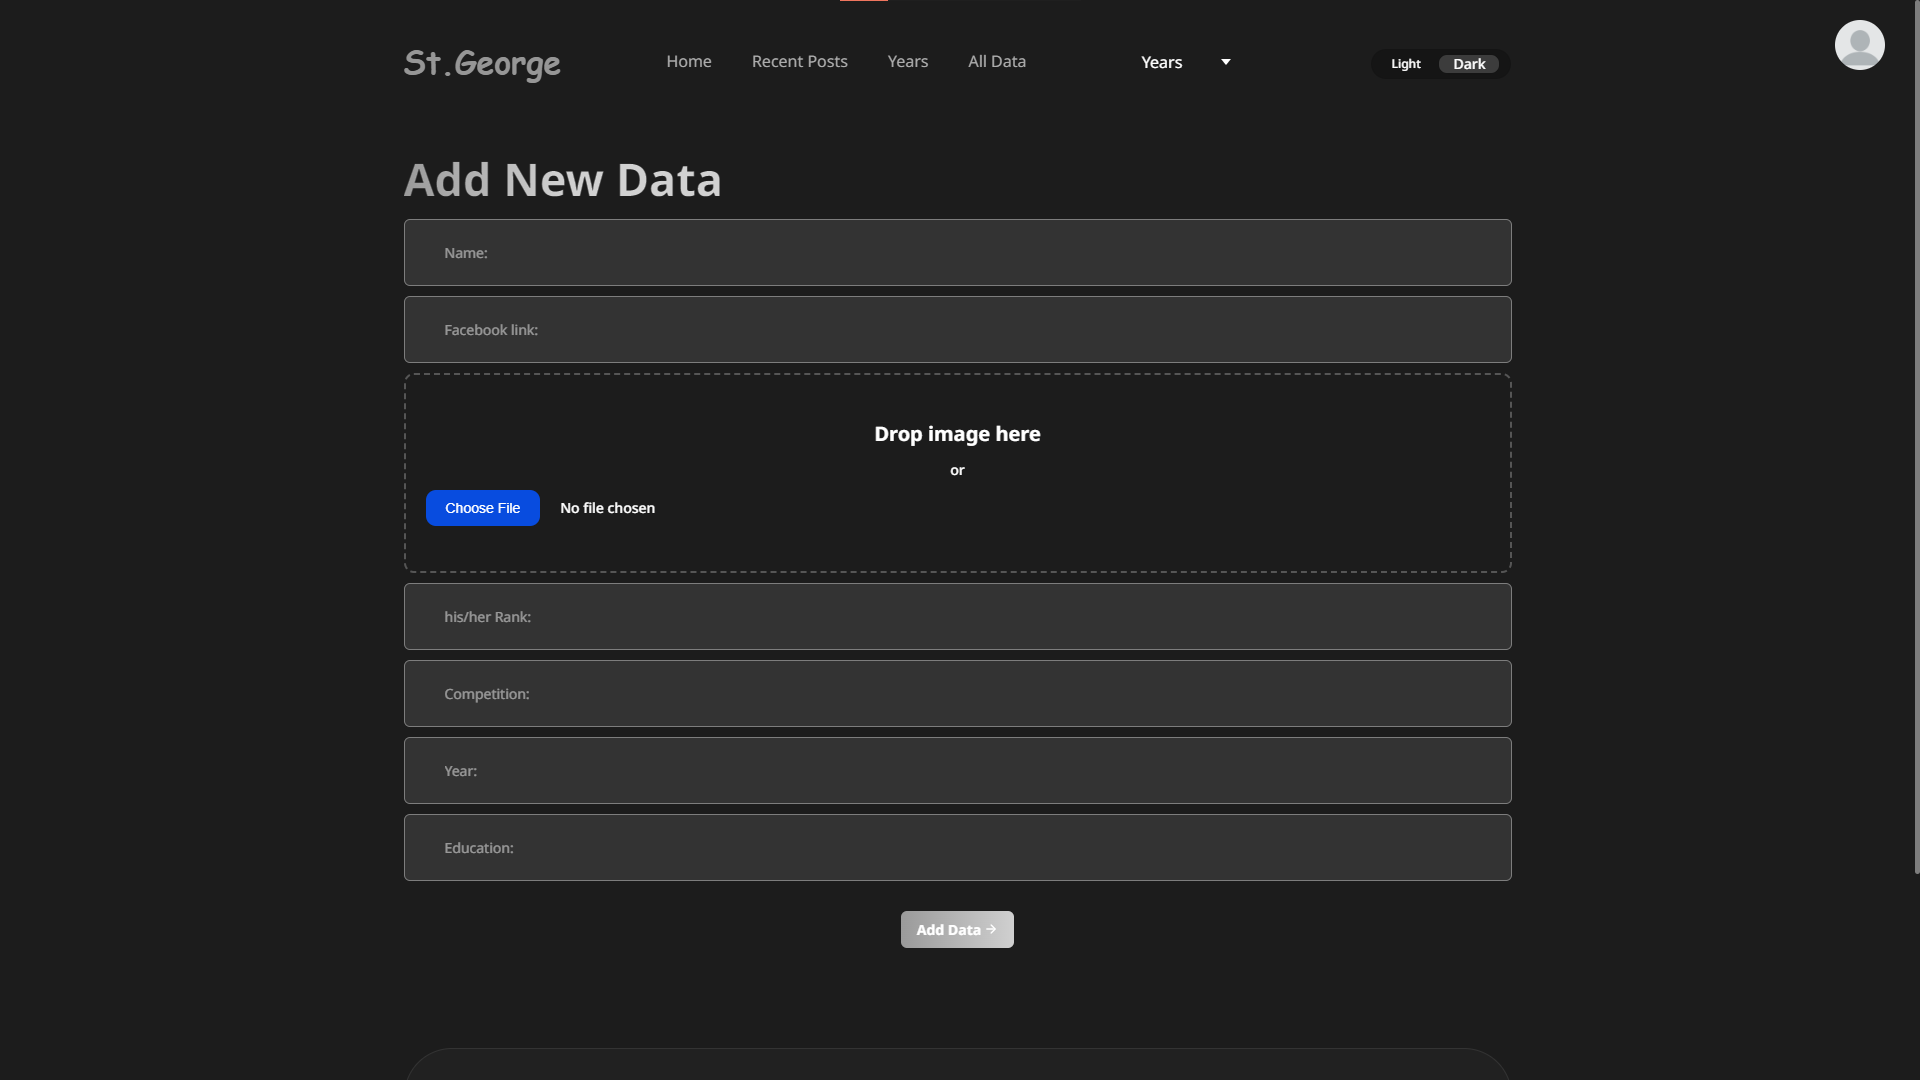 St.George
Home
Recent Posts
Years
All Data
Years
Light
Dark
Add New Data
Name:
Facebook link:
Drop image here
or
Choose File
No file chosen
his/her Rank:
Competition:
Year:
Education:
Add Data →